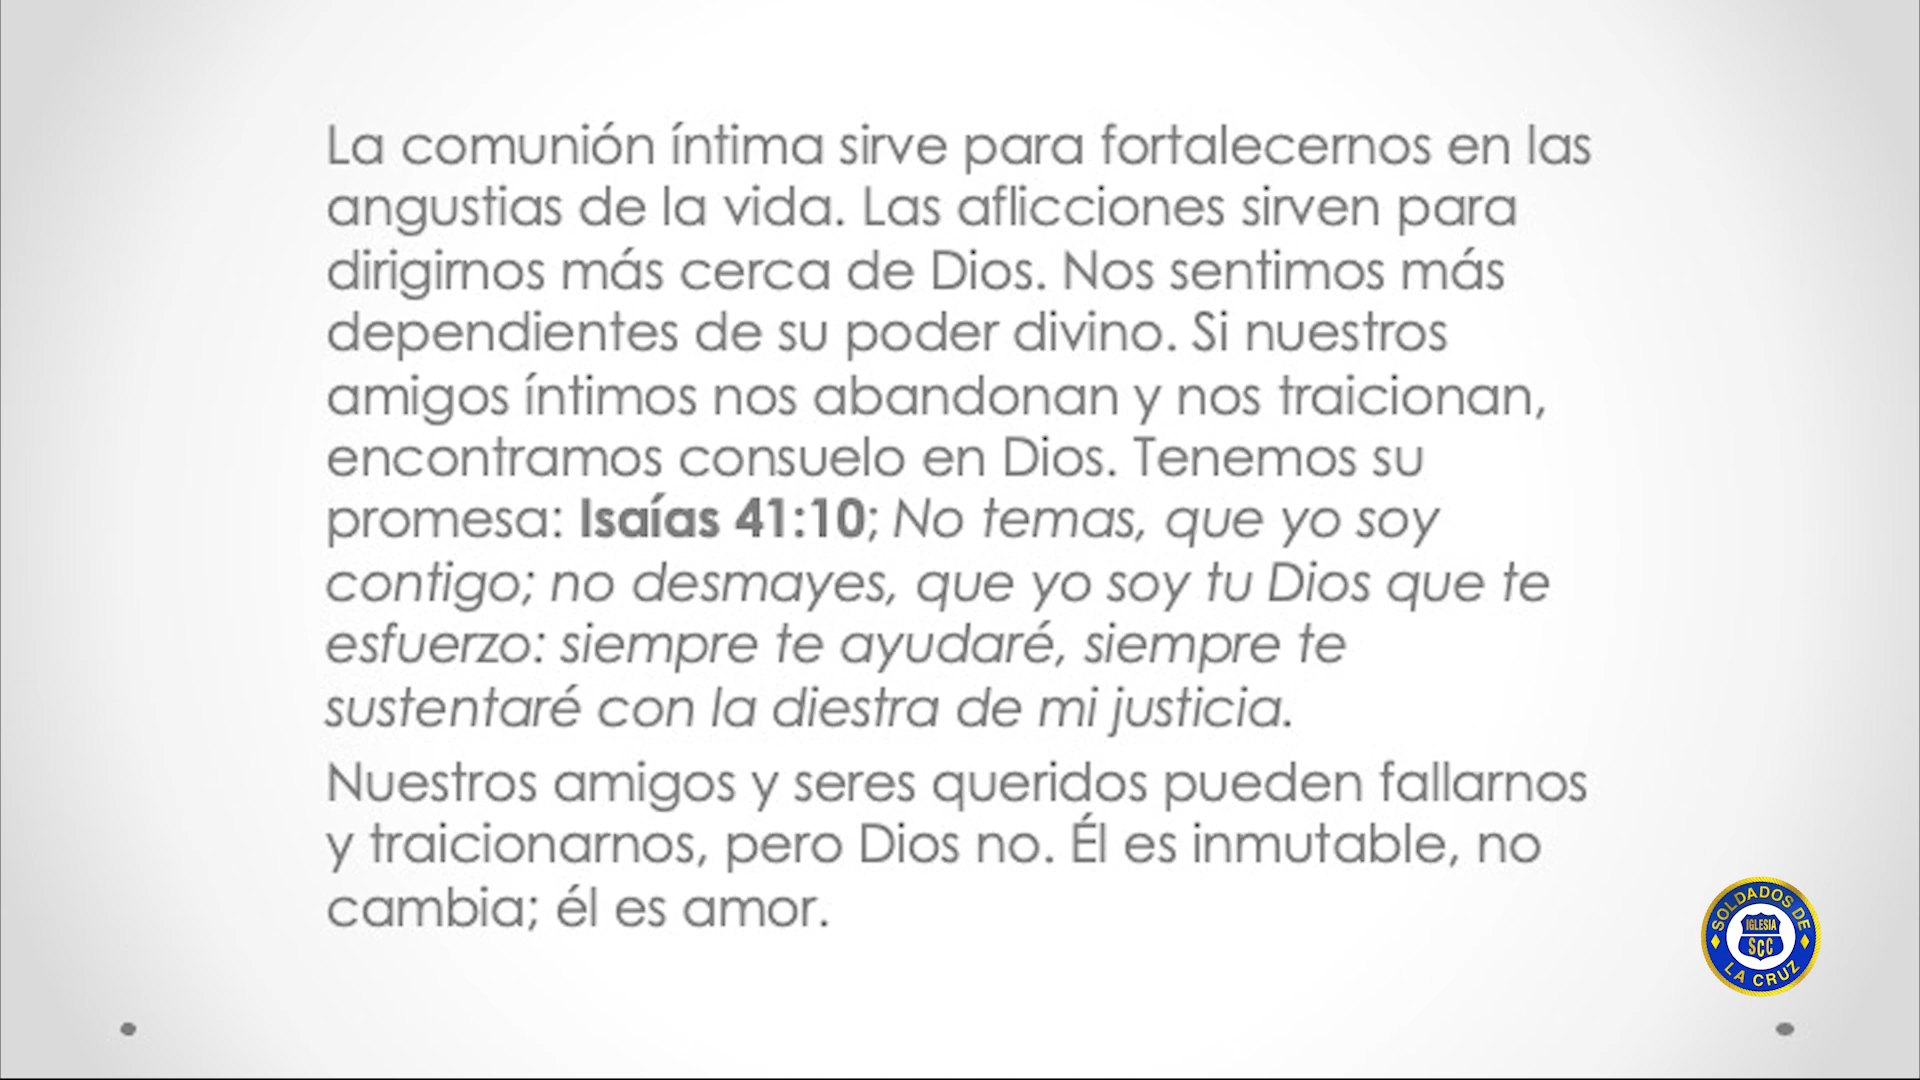 La comunión íntima sirve para fortalecernos en las
angustias de la vida. Las aflicciones sirven para
dirigirnos más cerca de Dios. Nos sentimos más
dependientes de su poder divino. Si nuestros
amigos íntimos nos abandonan y nos traicionan,
encontramos consuelo en Dios. Tenemos su
promesa: Isaías 41:10; No temas, que yo soy
contigo; no desmayes, que yo soy tu Dios que te
esfuerzo: siempre te ayudaré, siempre te
sustentaré con la diestra de mi justicia.
Nuestros amigos y seres queridos pueden fallarnos
y traicionarnos, pero Dios no. Él es inmutable, no
cambia; él es amor.
SOLDADOS DE
IGLESIA
SCC
LA CRUZ